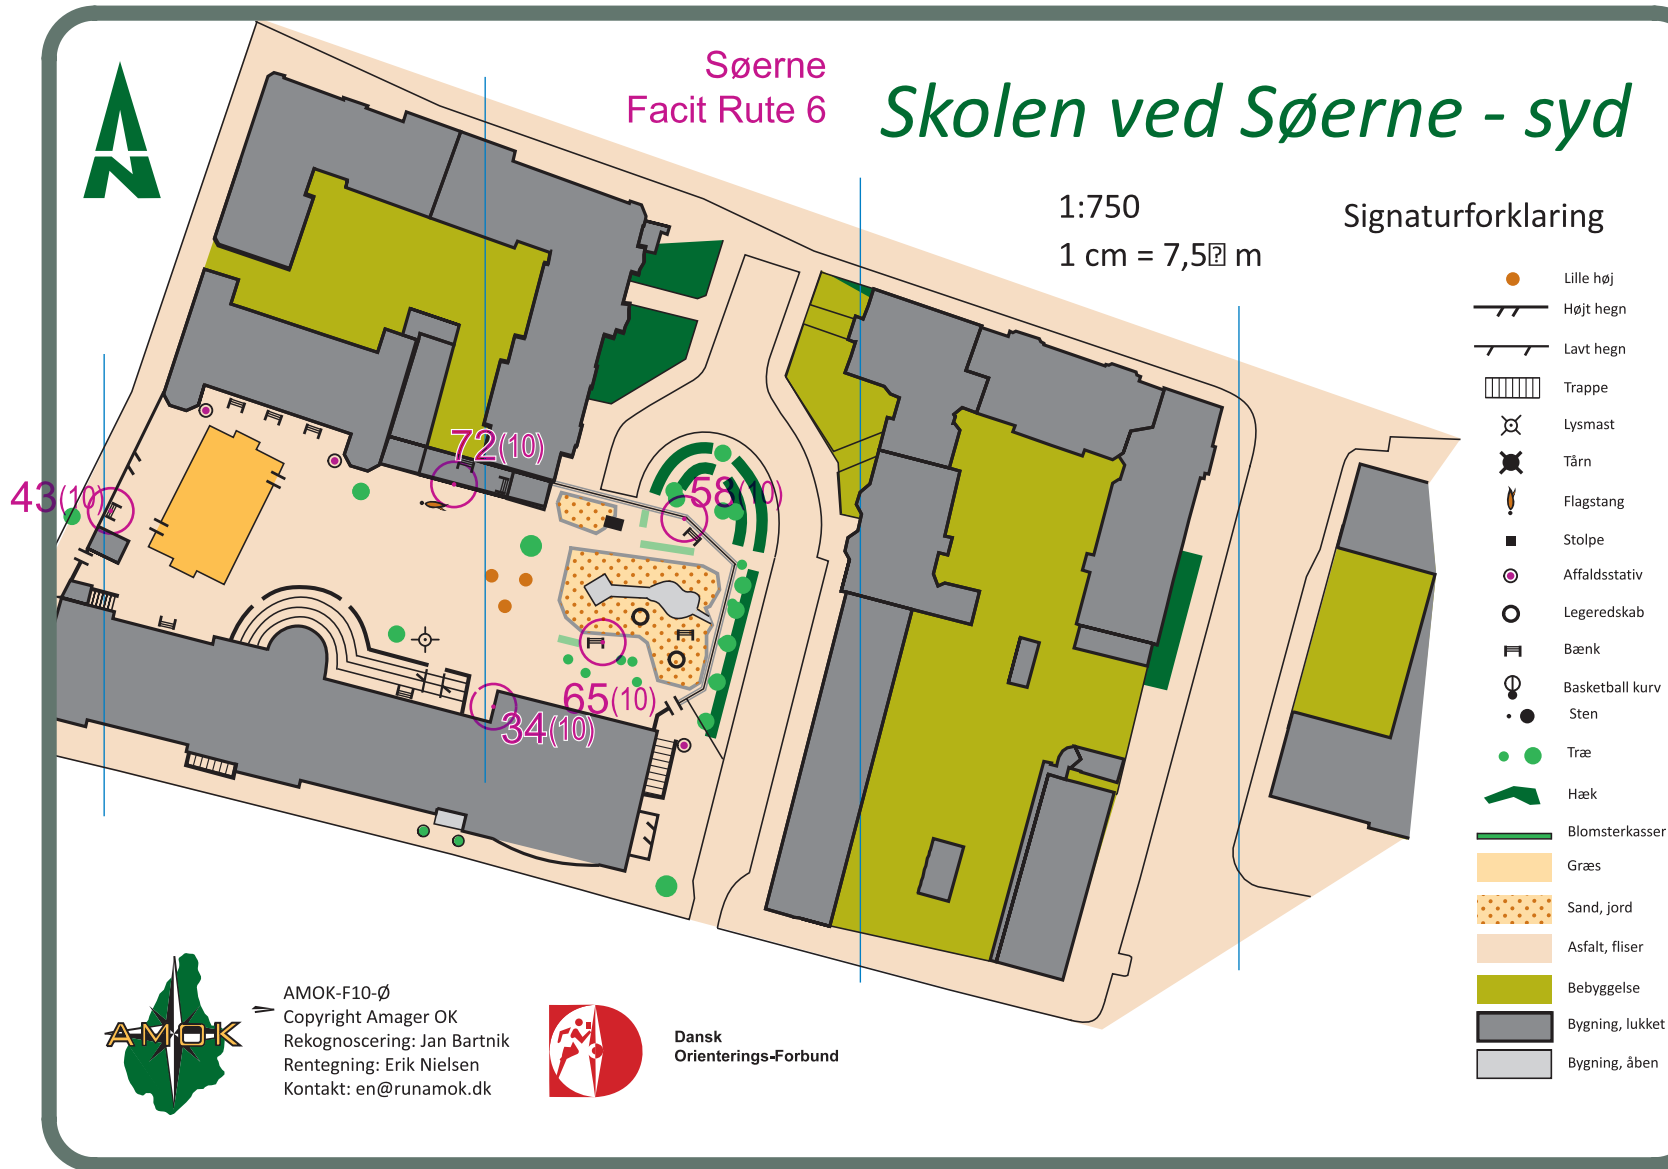 Søerne
Facit Rute 6
Skolen ved Søerne - syd
1:750
1 cm = 7,5 m
Signaturforklaring
Lille høj
Højt hegn
Lavt hegn
Trappe
Lysmast
Tårn
Flagstang
Stolpe
Affaldsstativ
Legeredskab
Bænk
Basketball kurv
Sten
Træ
Hæk
Blomsterkasser
Græs
Sand, jord
Asfalt, fliser
Bebyggelse
Bygning, lukket
Bygning, åben
72(10)
43(10)
58(10)
65(10)
34(10)
N
AMOK
AMOK-F10-Ø
Copyright Amager OK
Rekognoscering: Jan Bartnik
Rentegning: Erik Nielsen
Kontakt: en@runamok.dk
Dansk
Orienterings-Forbund